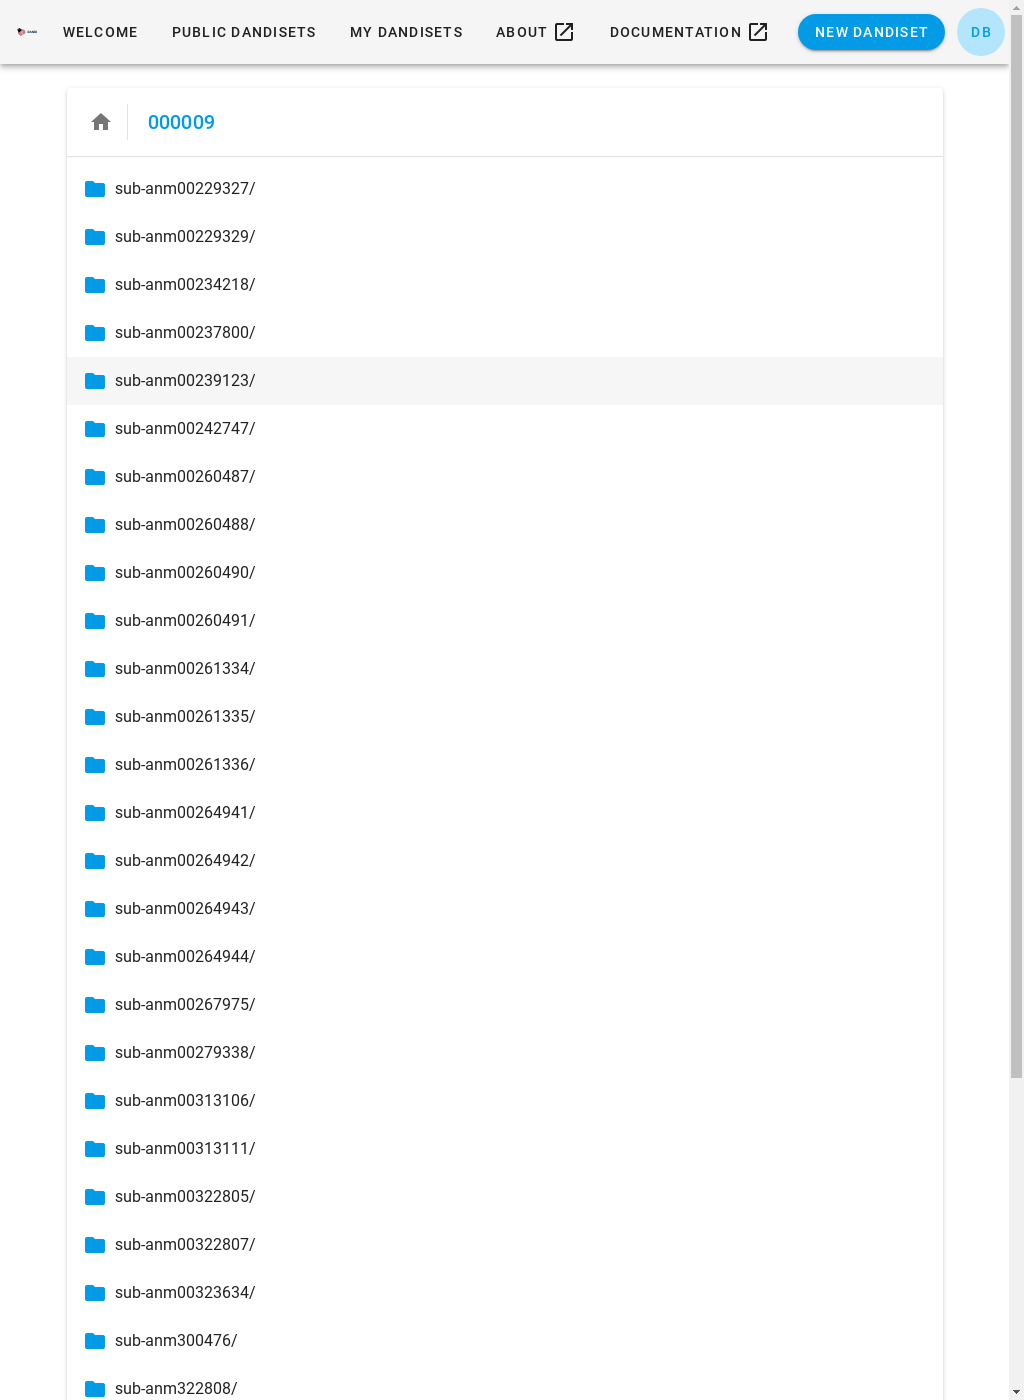 WELCOME PUBLIC DANDISETS MY DANDISETS ABOUT DOCUMENTATION NEW DANDISET DB
000009
sub-anm00229327/
sub-anm00229329/
sub-anm00234218/
sub-anm00237800/
sub-anm00239123/
sub-anm00242747/
sub-anm00260487/
sub-anm00260488/
sub-anm00260490/
sub-anm00260491/
sub-anm00261334/
sub-anm00261335/
sub-anm00261336/
sub-anm00264941/
sub-anm00264942/
sub-anm00264943/
sub-anm00264944/
sub-anm00267975/
sub-anm00279338/
sub-anm00313106/
sub-anm00313111/
sub-anm00322805/
sub-anm00322807/
sub-anm00323634/
sub-anm300476/
sub-anm322808/